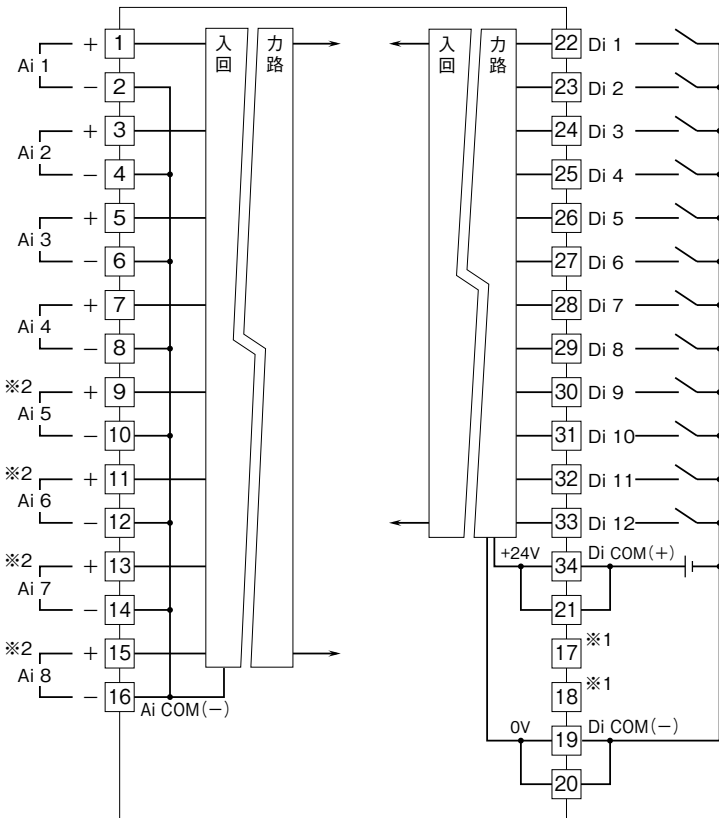 Ai 1
+ 1
− 2
Ai 2
+ 3
− 4
Ai 3
+ 5
− 6
Ai 4
+ 7
− 8
※2
Ai 5
+ 9
− 10
※2
Ai 6
+ 11
− 12
※2
Ai 7
+ 13
− 14
※2
Ai 8
+ 15
− 16
Ai COM(−)
入力
回路
入力
回路
22 Di 1
23 Di 2
24 Di 3
25 Di 4
26 Di 5
27 Di 6
28 Di 7
29 Di 8
30 Di 9
31 Di 10
32 Di 11
33 Di 12
+24V 34 Di COM(+)
21
17 ※1
18 ※1
0V 19 Di COM(−)
20